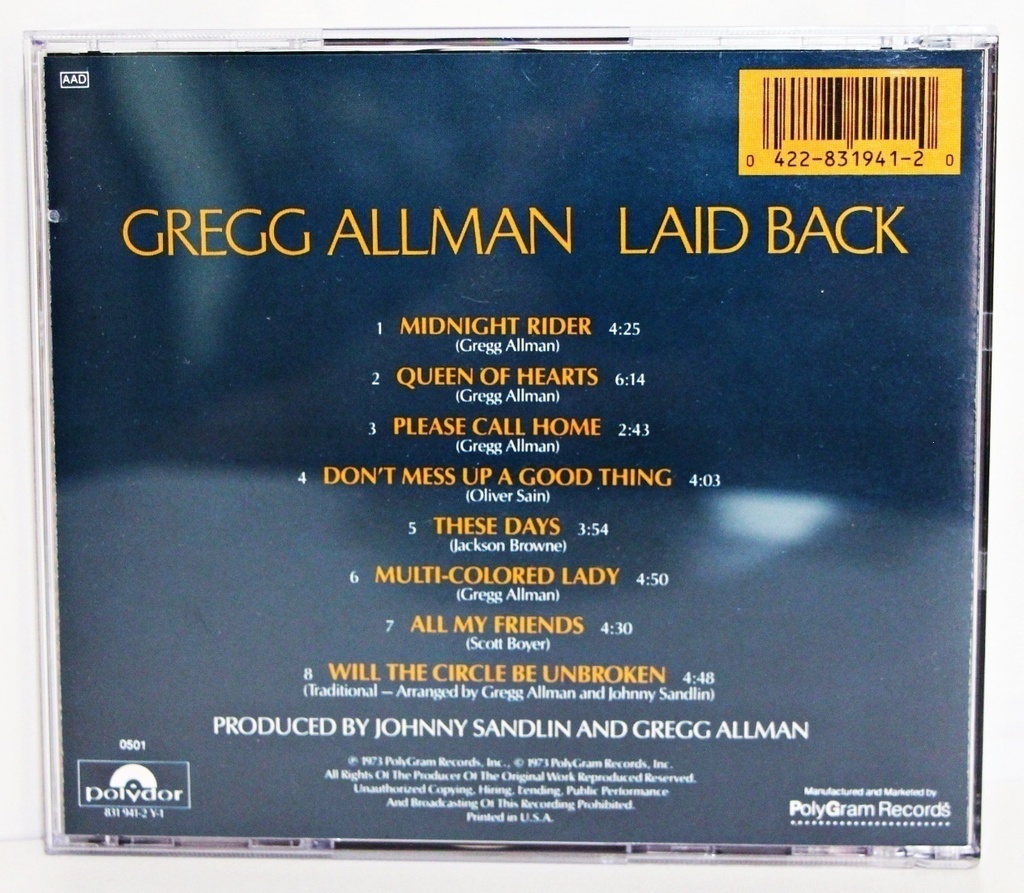 AAD
0 422-831941-2 0
GREGG ALLMAN LAID BACK
1 MIDNIGHT RIDER 4:25
(Gregg Allman)
2 QUEEN OF HEARTS 6:14
(Gregg Allman)
3 PLEASE CALL HOME 2:43
(Gregg Allman)
4 DON'T MESS UP A GOOD THING 4:03
(Oliver Sain)
5 THESE DAYS 3:54
(Jackson Browne)
6 MULTI-COLORED LADY 4:50
(Gregg Allman)
7 ALL MY FRIENDS 4:30
(Scott Boyer)
8 WILL THE CIRCLE BE UNBROKEN 4:48
(Traditional — Arranged by Gregg Allman and Johnny Sandlin)
PRODUCED BY JOHNNY SANDLIN AND GREGG ALLMAN
0501
polydor
831 941-2 Y-1
℗ 1973 PolyGram Records, Inc., © 1973 PolyGram Records, Inc.
All Rights Of The Producer Of The Original Work Reproduced Reserved.
Unauthorized Copying, Hiring, Lending, Public Performance
And Broadcasting Of This Recording Prohibited.
Printed in U.S.A.
Manufactured and Marketed by
PolyGram Records